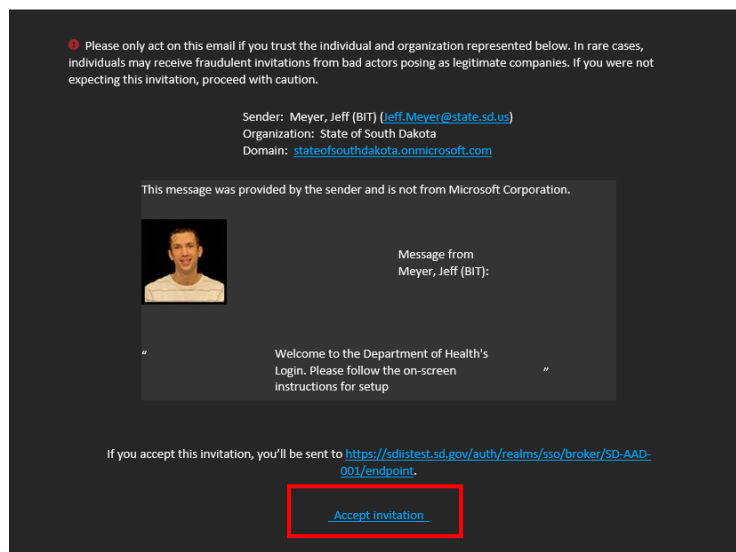 Please only act on this email if you trust the individual and organization represented below. In rare cases,
individuals may receive fraudulent invitations from bad actors posing as legitimate companies. If you were not
expecting this invitation, proceed with caution.
Sender: Meyer, Jeff (BIT) (Jeff.Meyer@state.sd.us)
Organization: State of South Dakota
Domain: stateofsouthdakota.onmicrosoft.com
This message was provided by the sender and is not from Microsoft Corporation.
Message from
Meyer, Jeff (BIT):
“ Welcome to the Department of Health's
Login. Please follow the on-screen ”
instructions for setup
If you accept this invitation, you’ll be sent to https://sdiistest.sd.gov/auth/realms/sso/broker/SD-AAD-
001/endpoint.
Accept invitation